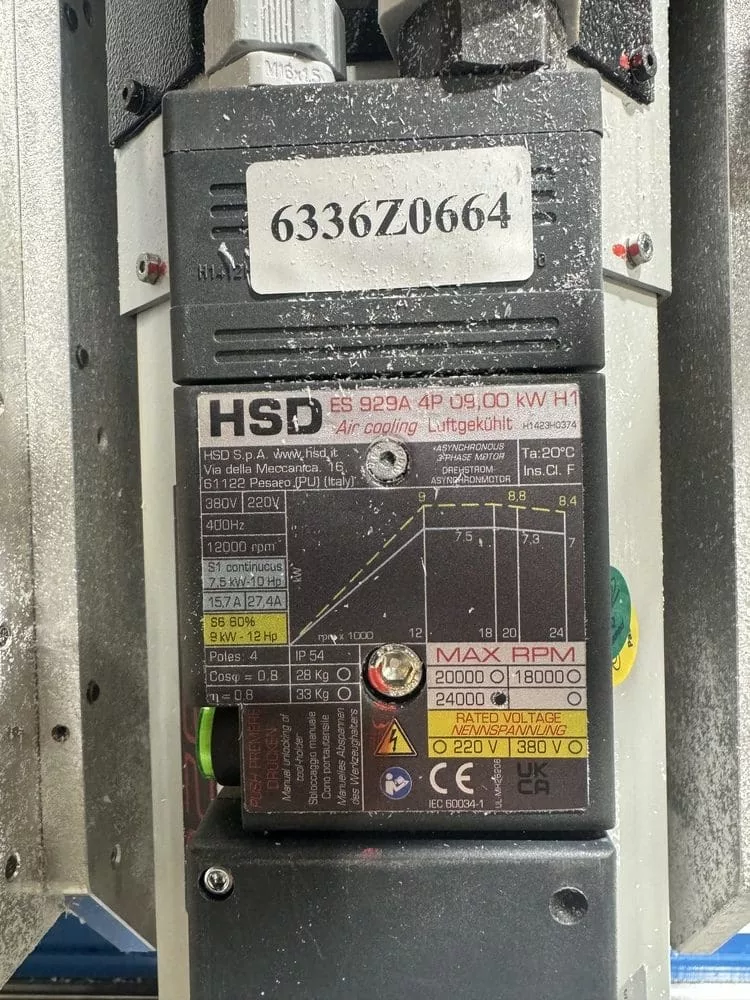 M16x1.5
6336Z0664
HSD
ES 929A 4P 09,00 kW H1
Air cooling Luftgekühlt H1423H0374
HSD S.p.A. www.hsd.it
Via della Meccanica, 16
61122 Pesaro (PU) (Italy)
ASYNCHRONOUS
3-PHASE MOTOR
DREHSTROM
ASYNCHRONMOTOR
Ta:20°C
Ins.Cl. F
380V 220V
400Hz
12000 rpm
S1 continuous
7,5 kW-10 Hp
15,7A 27,4A
S6 60%
9 kW - 12 Hp
9 8,8 8,4
7,5 7,3 7
kW
rpm x 1000 12 18 20 24
Poles: 4 IP 54
Cosφ = 0.8 28 Kg
η = 0.8 33 Kg
MAX RPM
20000 18000
24000
RATED VOLTAGE
NENNSPANNUNG
220 V 380 V
DRÜCKEN
Manual unlocking of
tool-holder
Sbloccaggio manuale
Cono portautensile
Manuelles Abspannen
des Werkzeughalters
CE
IEC 60034-1
UK
CA